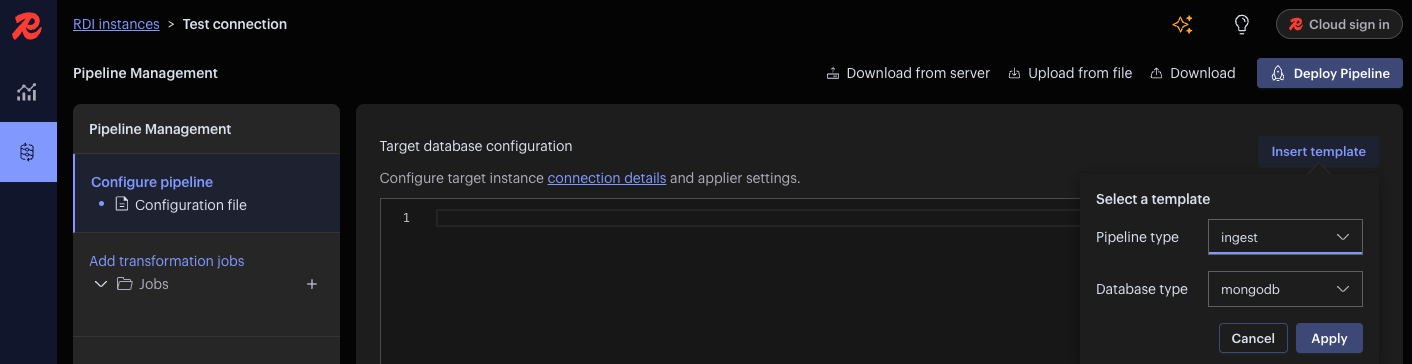 RDI instances > Test connection
Cloud sign in
Pipeline Management
Download from server
Upload from file
Download
Deploy Pipeline
Pipeline Management
Configure pipeline
Configuration file
Add transformation jobs
Jobs
Target database configuration
Insert template
Configure target instance connection details and applier settings.
1
Select a template
Pipeline type
ingest
Database type
mongodb
Cancel
Apply